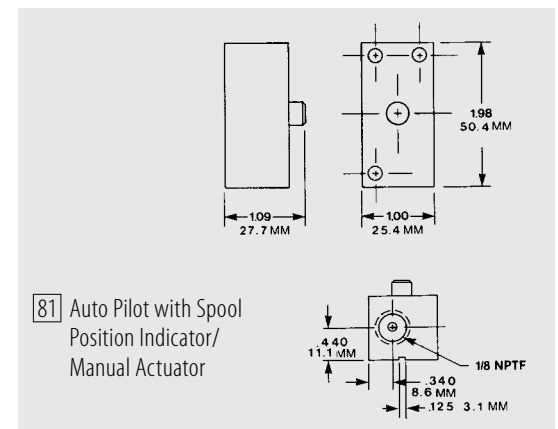 1.98
50.4 MM
1.09
27.7 MM
1.00
25.4 MM
81 Auto Pilot with Spool
Position Indicator/
Manual Actuator
.440
11.1 MM
1/8 NPTF
.340
8.6 MM
.125 3.1 MM